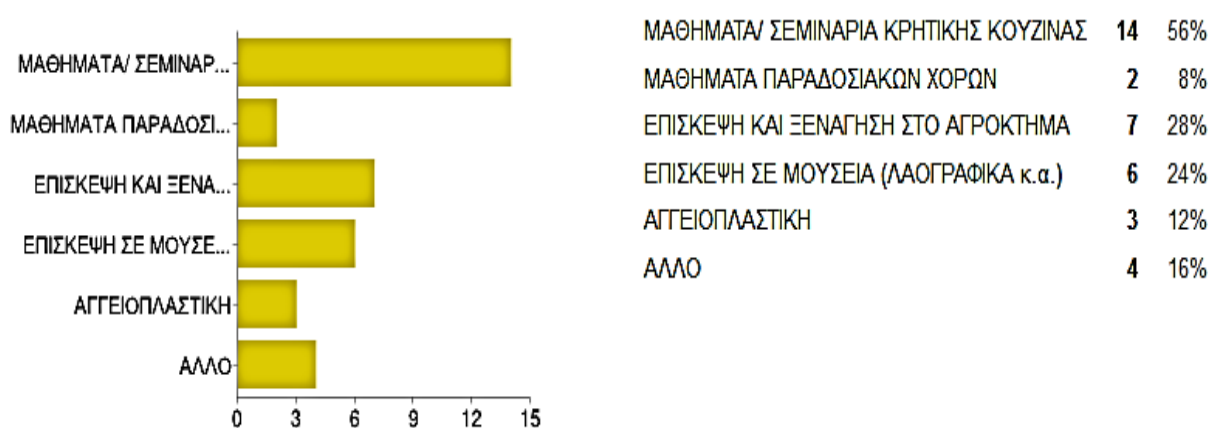 ΜΑΘΗΜΑΤΑ/ ΣΕΜΙΝΑΡ...
ΜΑΘΗΜΑΤΑ ΠΑΡΑΔΟΣΙ...
ΕΠΙΣΚΕΨΗ ΚΑΙ ΞΕΝΑ...
ΕΠΙΣΚΕΨΗ ΣΕ ΜΟΥΣΕ...
ΑΓΓΕΙΟΠΛΑΣΤΙΚΗ
ΑΛΛΟ
0 3 6 9 12 15
ΜΑΘΗΜΑΤΑ/ ΣΕΜΙΝΑΡΙΑ ΚΡΗΤΙΚΗΣ ΚΟΥΖΙΝΑΣ 14 56%
ΜΑΘΗΜΑΤΑ ΠΑΡΑΔΟΣΙΑΚΩΝ ΧΟΡΩΝ 2 8%
ΕΠΙΣΚΕΨΗ ΚΑΙ ΞΕΝΑΓΗΣΗ ΣΤΟ ΑΓΡΟΚΤΗΜΑ 7 28%
ΕΠΙΣΚΕΨΗ ΣΕ ΜΟΥΣΕΙΑ (ΛΑΟΓΡΑΦΙΚΑ κ.α.) 6 24%
ΑΓΓΕΙΟΠΛΑΣΤΙΚΗ 3 12%
ΑΛΛΟ 4 16%